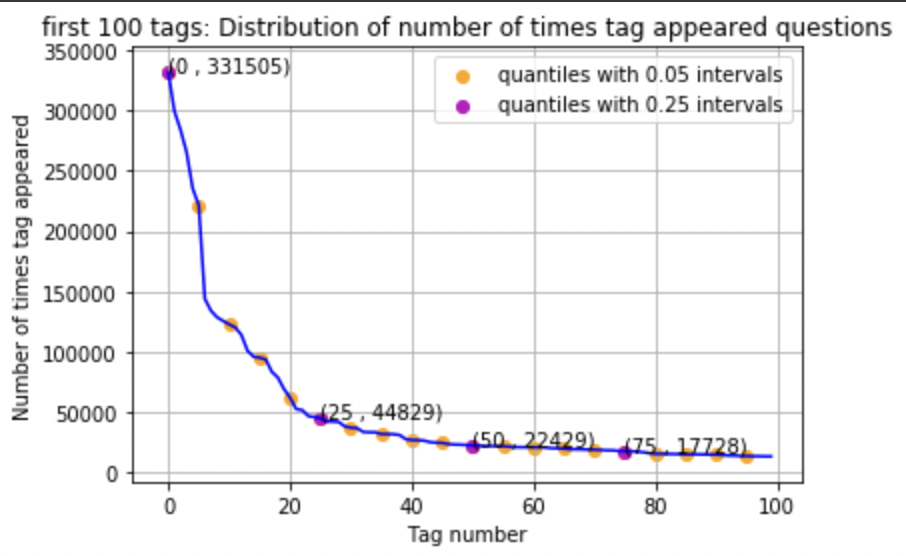 first 100 tags: Distribution of number of times tag appeared questions
350000
300000
250000
200000
150000
100000
50000
0
Number of times tag appeared
(0 , 331505)
quantiles with 0.05 intervals
quantiles with 0.25 intervals
(25 , 44829)
(50 , 22429)
(75 , 17728)
0 20 40 60 80 100
Tag number